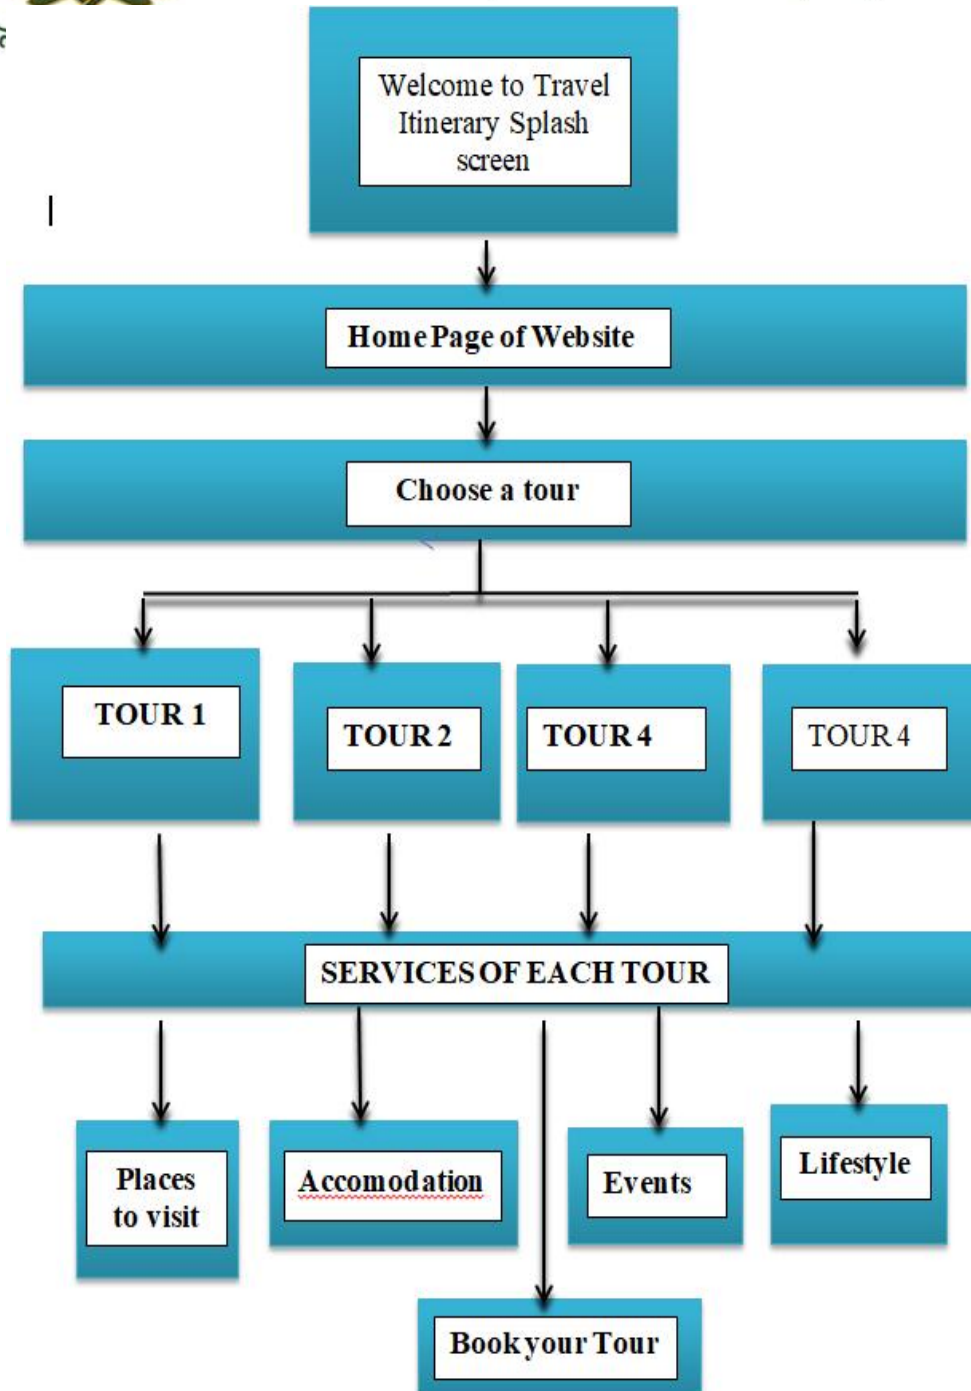 Welcome to Travel
Itinerary Splash
screen
Home Page of Website
Choose a tour
TOUR 1
TOUR 2
TOUR 4
TOUR 4
SERVICES OF EACH TOUR
Places
to visit
Accomodation
Events
Lifestyle
Book your Tour